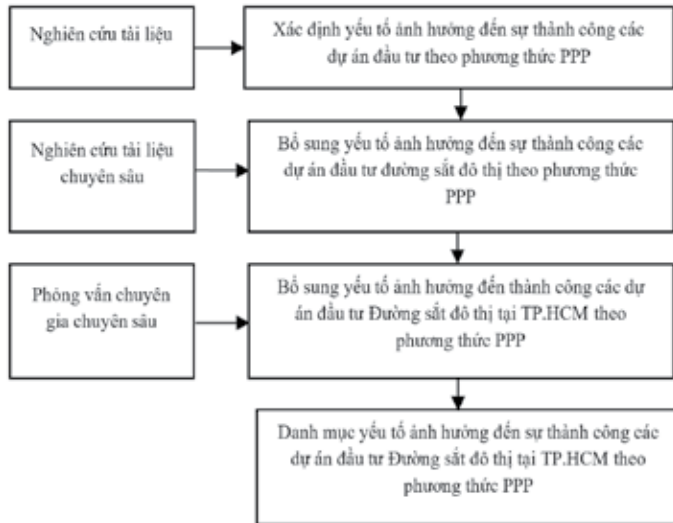 Nghiên cứu tài liệu
Xác định yếu tố ảnh hưởng đến sự thành công các
dự án đầu tư theo phương thức PPP
Nghiên cứu tài liệu
chuyên sâu
Bổ sung yếu tố ảnh hưởng đến sự thành công các
dự án đầu tư đường sắt đô thị theo phương thức
PPP
Phỏng vấn chuyên
gia chuyên sâu
Bổ sung yếu tố ảnh hưởng đến thành công các dự
án đầu tư Đường sắt đô thị tại TP.HCM theo
phương thức PPP
Danh mục yếu tố ảnh hưởng đến sự thành công các
dự án đầu tư Đường sắt đô thị tại TP.HCM theo
phương thức PPP